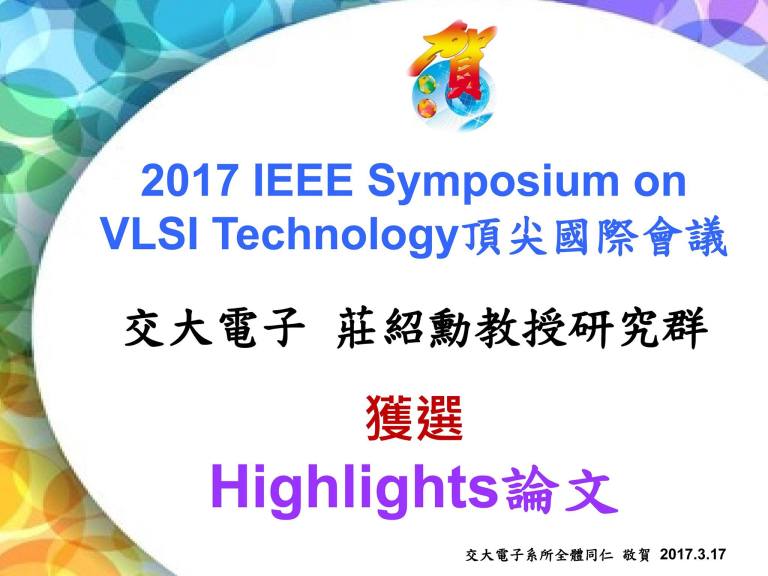 賀
2017 IEEE Symposium on
VLSI Technology頂尖國際會議
交大電子 莊紹勳教授研究群
獲選
Highlights論文
交大電子系所全體同仁 敬賀 2017.3.17